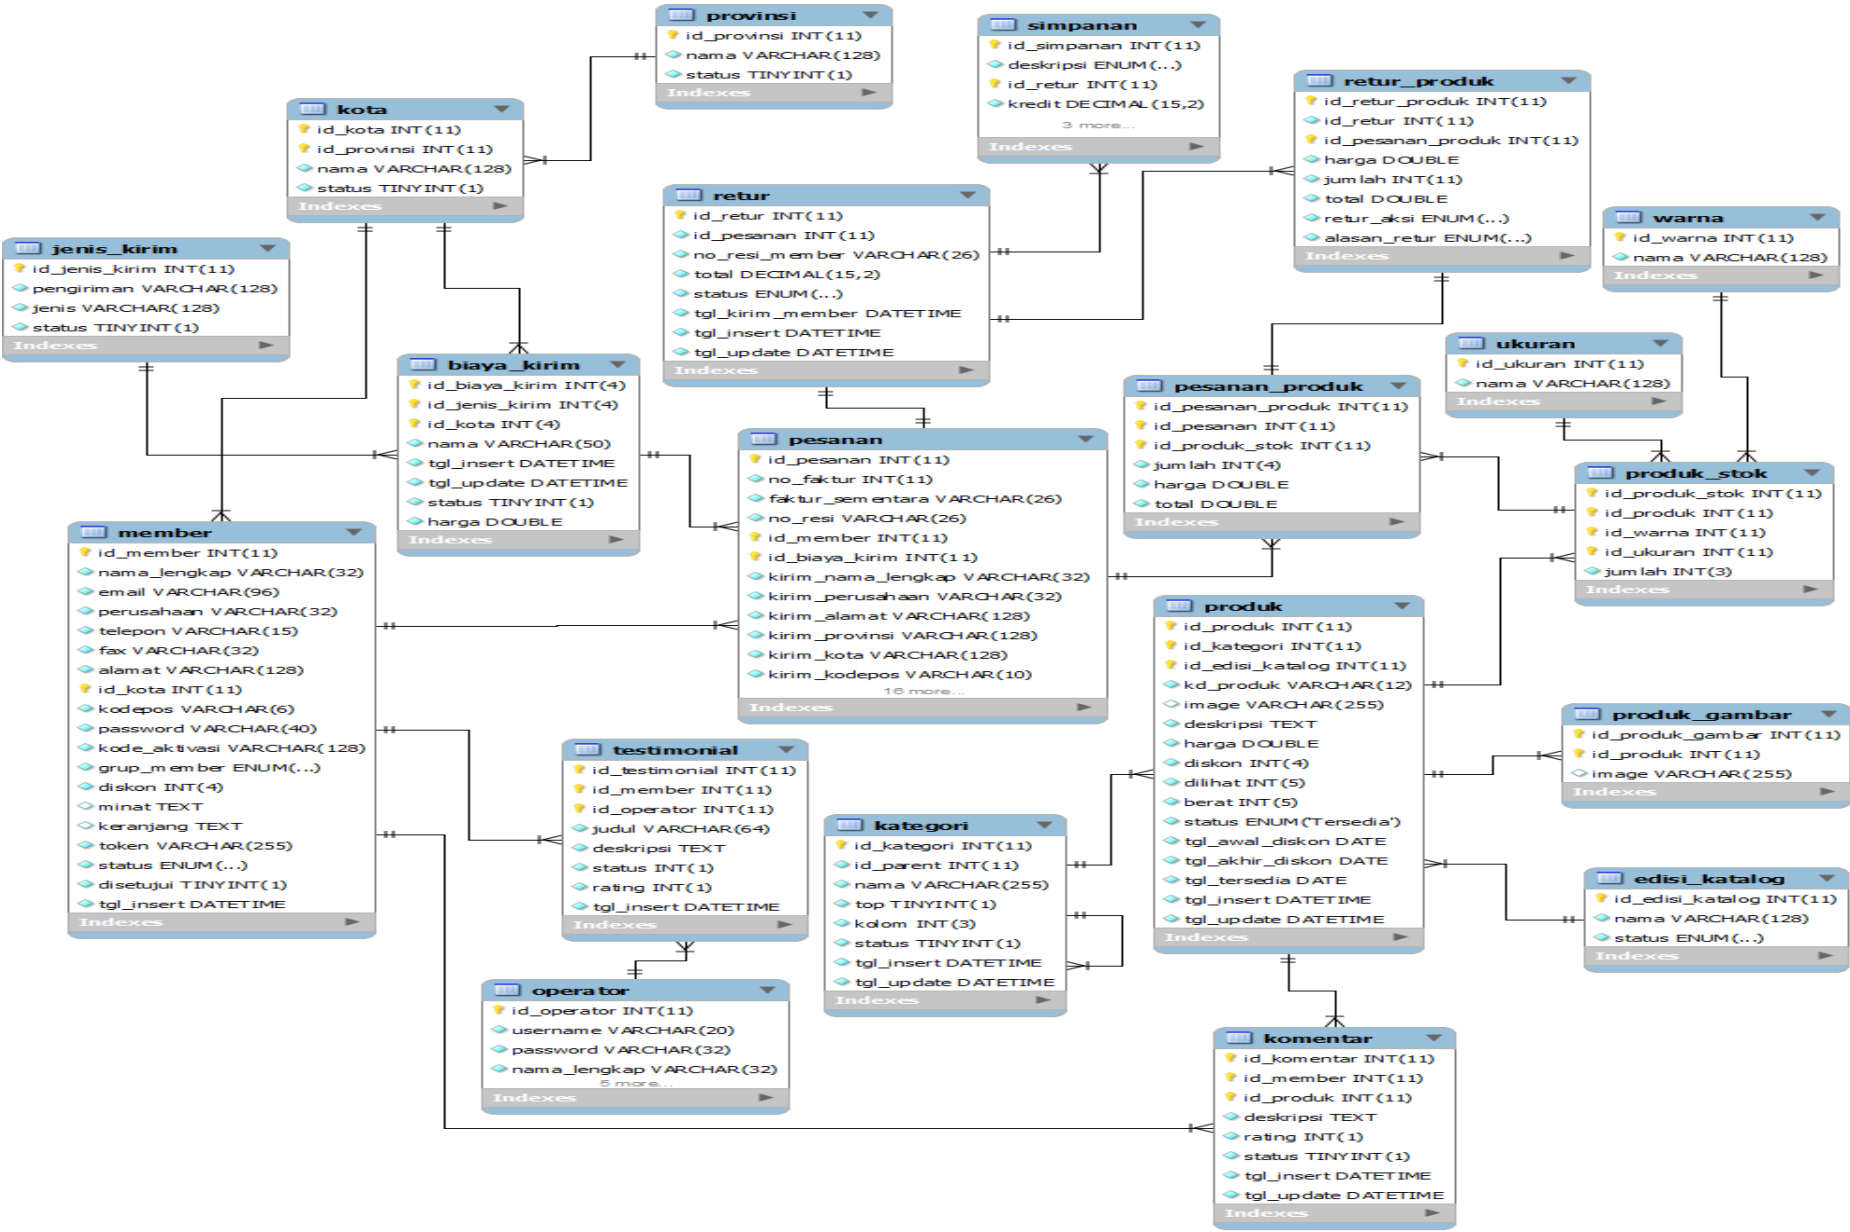 provinsi
id_provinsi INT(11)
nama VARCHAR(128)
status TINYINT(1)
Indexes
simpanan
id_simpanan INT(11)
deskripsi ENUM(...)
id_retur INT(11)
kredit DECIMAL(15,2)
3 more...
Indexes
retur_produk
id_retur_produk INT(11)
id_retur INT(11)
id_pesanan_produk INT(11)
harga DOUBLE
jumlah INT(11)
total DOUBLE
retur_aksi ENUM(...)
alasan_retur ENUM(...)
Indexes
kota
id_kota INT(11)
id_provinsi INT(11)
nama VARCHAR(128)
status TINYINT(1)
Indexes
retur
id_retur INT(11)
id_pesanan INT(11)
no_resi_member VARCHAR(26)
total DECIMAL(15,2)
status ENUM(...)
tgl_kirim_member DATETIME
tgl_insert DATETIME
tgl_update DATETIME
Indexes
warna
id_warna INT(11)
nama VARCHAR(128)
Indexes
jenis_kirim
id_jenis_kirim INT(11)
pengiriman VARCHAR(128)
jenis VARCHAR(128)
status TINYINT(1)
Indexes
ukuran
id_ukuran INT(11)
nama VARCHAR(128)
Indexes
biaya_kirim
id_biaya_kirim INT(4)
id_jenis_kirim INT(4)
id_kota INT(4)
nama VARCHAR(50)
tgl_insert DATETIME
tgl_update DATETIME
status TINYINT(1)
harga DOUBLE
Indexes
pesanan_produk
id_pesanan_produk INT(11)
id_pesanan INT(11)
id_produk_stok INT(11)
jumlah INT(4)
harga DOUBLE
total DOUBLE
Indexes
pesanan
id_pesanan INT(11)
no_faktur INT(11)
faktur_sementara VARCHAR(26)
no_resi VARCHAR(26)
id_member INT(11)
id_biaya_kirim INT(11)
kirim_nama_lengkap VARCHAR(32)
kirim_perusahaan VARCHAR(32)
kirim_alamat VARCHAR(128)
kirim_provinsi VARCHAR(128)
kirim_kota VARCHAR(128)
kirim_kodepos VARCHAR(10)
16 more...
Indexes
produk_stok
id_produk_stok INT(11)
id_produk INT(11)
id_warna INT(11)
id_ukuran INT(11)
jumlah INT(3)
Indexes
member
id_member INT(11)
nama_lengkap VARCHAR(32)
email VARCHAR(96)
perusahaan VARCHAR(32)
telepon VARCHAR(15)
fax VARCHAR(32)
alamat VARCHAR(128)
id_kota INT(11)
kodepos VARCHAR(6)
password VARCHAR(40)
kode_aktivasi VARCHAR(128)
grup_member ENUM(...)
diskon INT(4)
minat TEXT
keranjang TEXT
token VARCHAR(255)
status ENUM(...)
disetujui TINYINT(1)
tgl_insert DATETIME
Indexes
produk
id_produk INT(11)
id_kategori INT(11)
id_edisi_katalog INT(11)
kd_produk VARCHAR(12)
image VARCHAR(255)
deskripsi TEXT
harga DOUBLE
diskon INT(4)
dilihat INT(5)
berat INT(5)
status ENUM('Tersedia')
tgl_awal_diskon DATE
tgl_akhir_diskon DATE
tgl_tersedia DATE
tgl_insert DATETIME
tgl_update DATETIME
Indexes
produk_gambar
id_produk_gambar INT(11)
id_produk INT(11)
image VARCHAR(255)
Indexes
testimonial
id_testimonial INT(11)
id_member INT(11)
id_operator INT(11)
judul VARCHAR(64)
deskripsi TEXT
status INT(1)
rating INT(1)
tgl_insert DATETIME
Indexes
kategori
id_kategori INT(11)
id_parent INT(11)
nama VARCHAR(255)
top TINYINT(1)
kolom INT(3)
status TINYINT(1)
tgl_insert DATETIME
tgl_update DATETIME
Indexes
edisi_katalog
id_edisi_katalog INT(11)
nama VARCHAR(128)
status ENUM(...)
Indexes
operator
id_operator INT(11)
username VARCHAR(20)
password VARCHAR(32)
nama_lengkap VARCHAR(32)
5 more...
Indexes
komentar
id_komentar INT(11)
id_member INT(11)
id_produk INT(11)
deskripsi TEXT
rating INT(1)
status TINYINT(1)
tgl_insert DATETIME
tgl_update DATETIME
Indexes